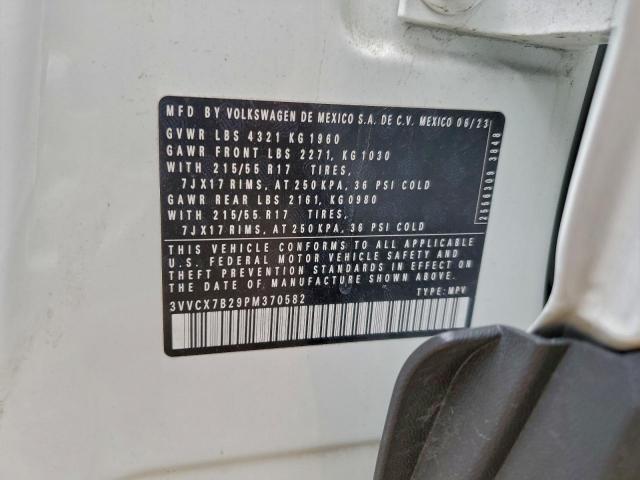 MFD BY VOLKSWAGEN DE MEXICO S.A. DE C.V. MEXICO 06/23
GVWR LBS 4321 KG 1960
GAWR FRONT LBS 2271, KG 1030
WITH 215/55 R17 TIRES,
7JX17 RIMS, AT 250 KPA, 36 PSI COLD
GAWR REAR LBS 2161, KG 0980
WITH 215/55 R17 TIRES,
7JX17 RIMS, AT 250 KPA, 36 PSI COLD
THIS VEHICLE CONFORMS TO ALL APPLICABLE
U.S. FEDERAL MOTOR VEHICLE SAFETY AND
THEFT PREVENTION STANDARDS IN EFFECT ON
THE DATE OF MANUFACTURE SHOWN ABOVE.
3VVCX7B29PM370582 TYPE: MPV
2556309 3848